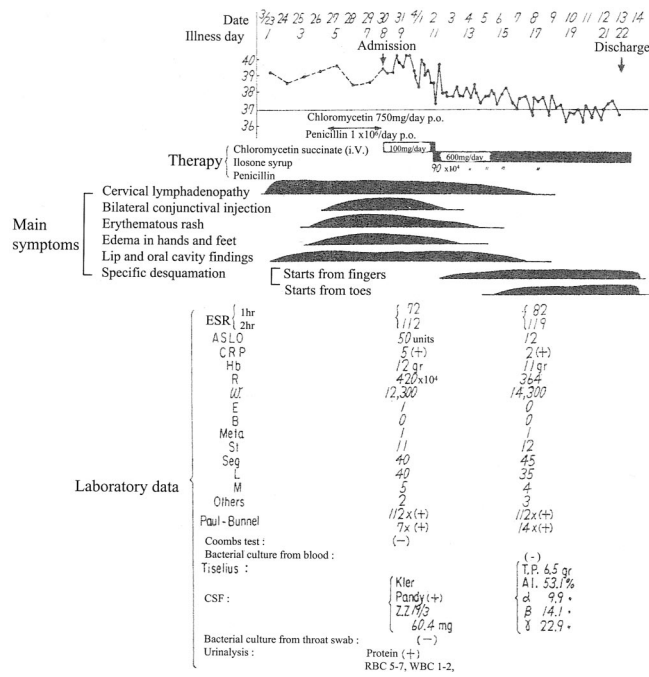 Date 3/23 24 25 26 27 28 29 30 31 4/1 2 3 4 5 6 7 8 9 10 11 12 13 14
Illness day 1 3 5 7 8 9 11 13 15 17 19 21 22
Admission
Discharge
40
39
38
37
36
Chloromycetin 750mg/day p.o.
Penicillin 1 x10⁶/day p.o.
Therapy
Chloromycetin succinate (i.V.) 100mg/day
Ilosone syrup 600mg/day
Penicillin 90 x10⁴
Main symptoms
Cervical lymphadenopathy
Bilateral conjunctival injection
Erythematous rash
Edema in hands and feet
Lip and oral cavity findings
Specific desquamation Starts from fingers
Starts from toes
Laboratory data
ESR 1hr 72 82
2hr 112 119
ASLO 50 units 12
CRP 5 (+) 2 (+)
Hb 12 gr 11 gr
R 420x10⁴ 364
W. 12,300 14,300
E 1 0
B 0 0
Meta 1 1
St 11 12
Seg 40 45
L 40 35
M 5 4
Others 2 3
Paul-Bunnel 112x(+) 112x(+)
7x(+) 14x(+)
Coombs test : (-)
Bacterial culture from blood : (-)
Tiselius : T.P. 6.5 gr
Al. 53.1%
α 9.9 "
β 14.1 "
γ 22.9 "
CSF : Kler
Pandy (+)
Z.Z 19/3
60.4 mg
Bacterial culture from throat swab : (-)
Urinalysis : Protein (+)
RBC 5-7, WBC 1-2,